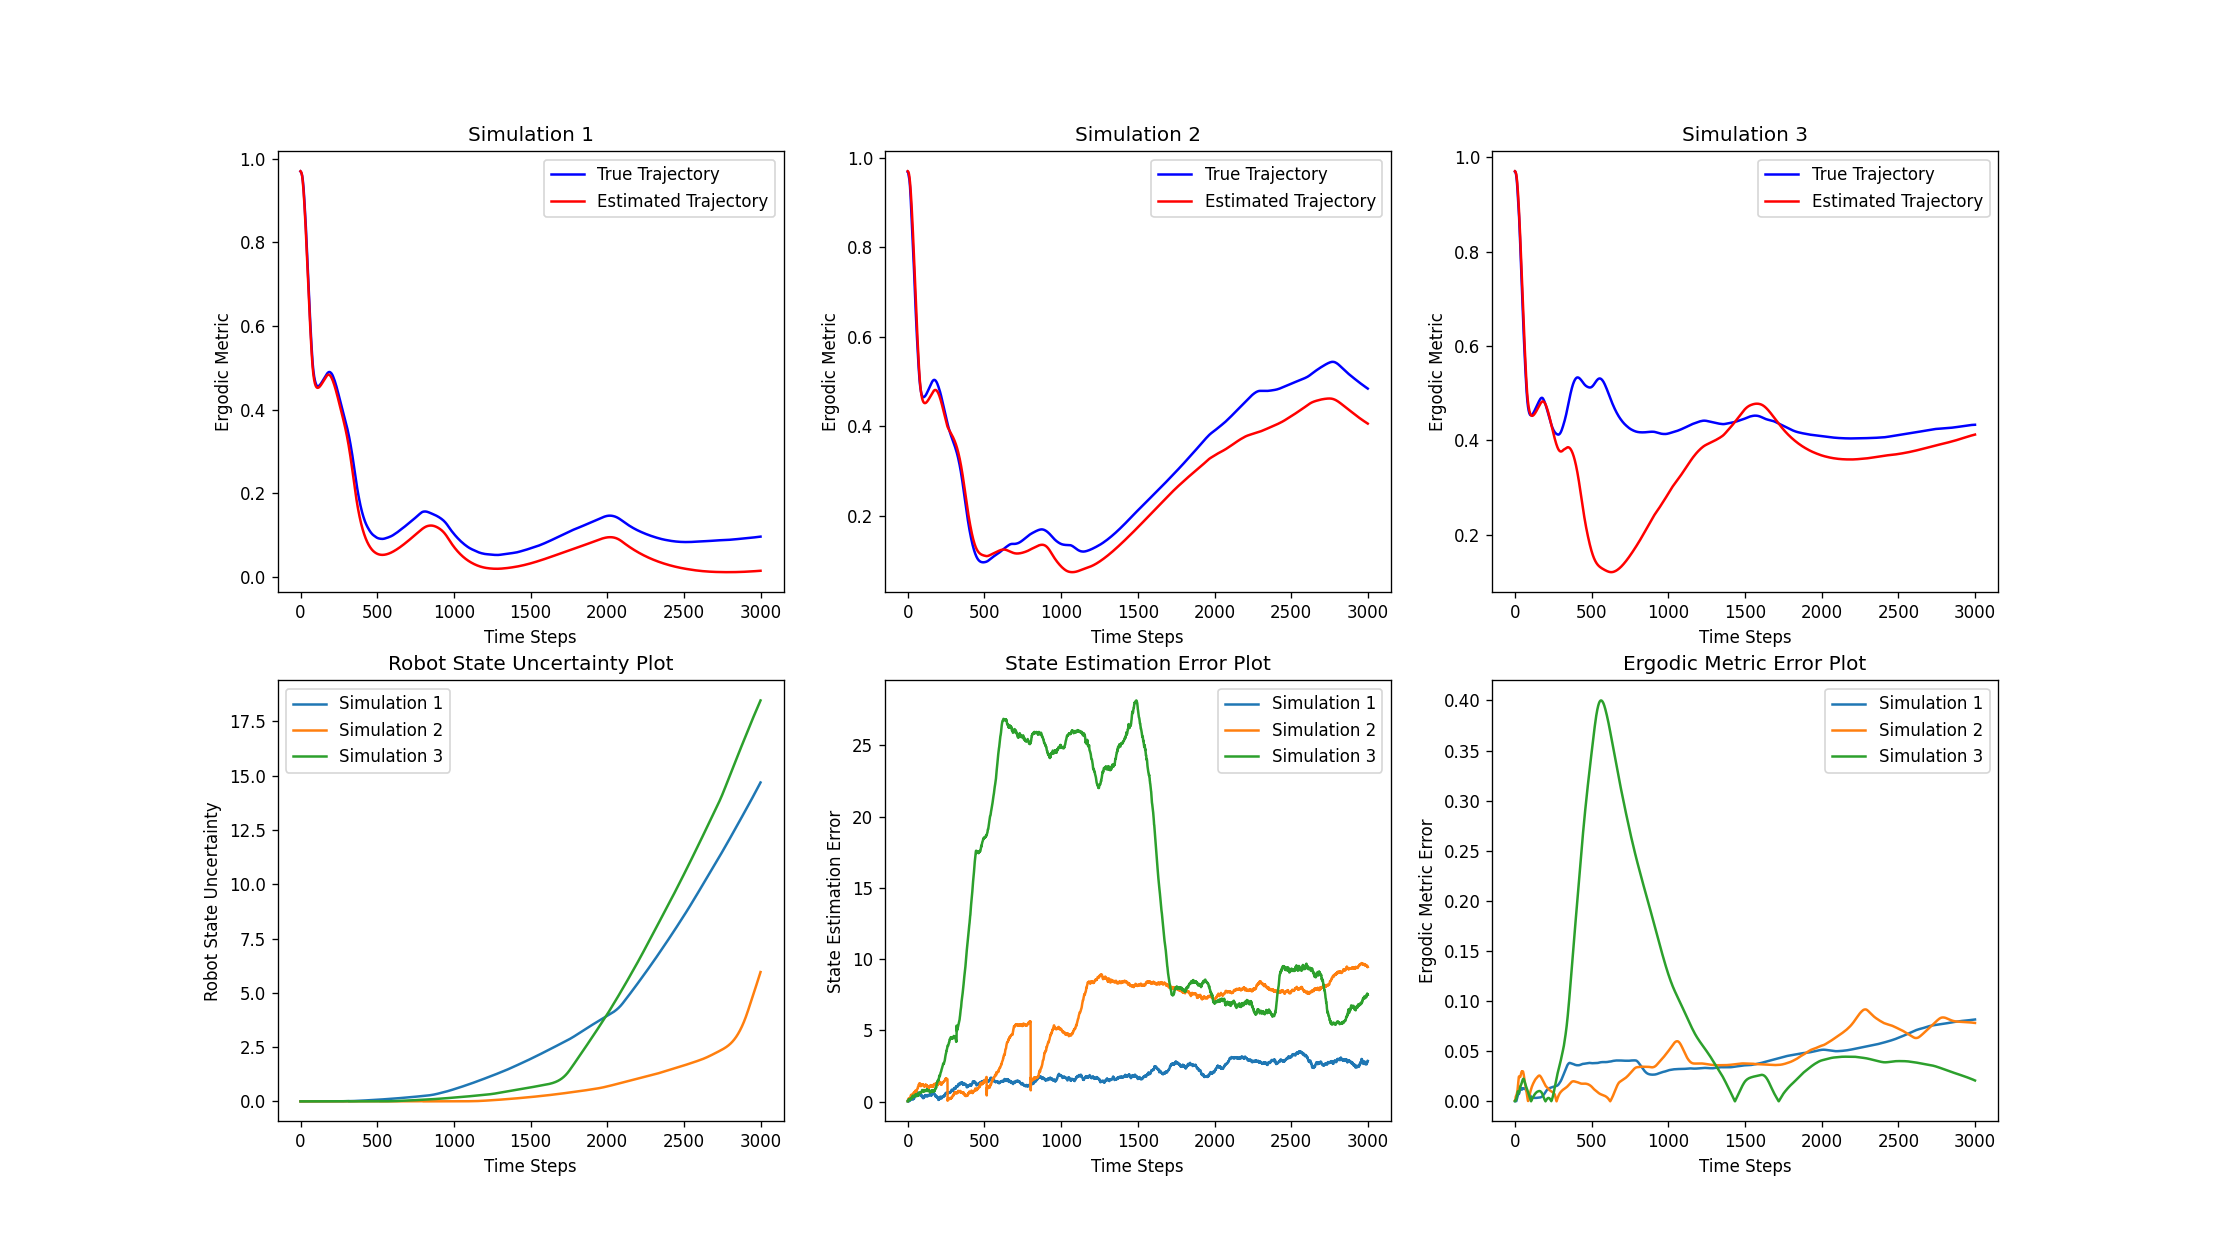 Simulation 1
1.0
0.8
0.6
0.4
0.2
0.0
Ergodic Metric
True Trajectory
Estimated Trajectory
0 500 1000 1500 2000 2500 3000
Time Steps
Simulation 2
1.0
0.8
0.6
0.4
0.2
Ergodic Metric
True Trajectory
Estimated Trajectory
0 500 1000 1500 2000 2500 3000
Time Steps
Simulation 3
1.0
0.8
0.6
0.4
0.2
Ergodic Metric
True Trajectory
Estimated Trajectory
0 500 1000 1500 2000 2500 3000
Time Steps
Robot State Uncertainty Plot
17.5
15.0
12.5
10.0
7.5
5.0
2.5
0.0
Robot State Uncertainty
Simulation 1
Simulation 2
Simulation 3
0 500 1000 1500 2000 2500 3000
Time Steps
State Estimation Error Plot
25
20
15
10
5
0
State Estimation Error
Simulation 1
Simulation 2
Simulation 3
0 500 1000 1500 2000 2500 3000
Time Steps
Ergodic Metric Error Plot
0.40
0.35
0.30
0.25
0.20
0.15
0.10
0.05
0.00
Ergodic Metric Error
Simulation 1
Simulation 2
Simulation 3
0 500 1000 1500 2000 2500 3000
Time Steps